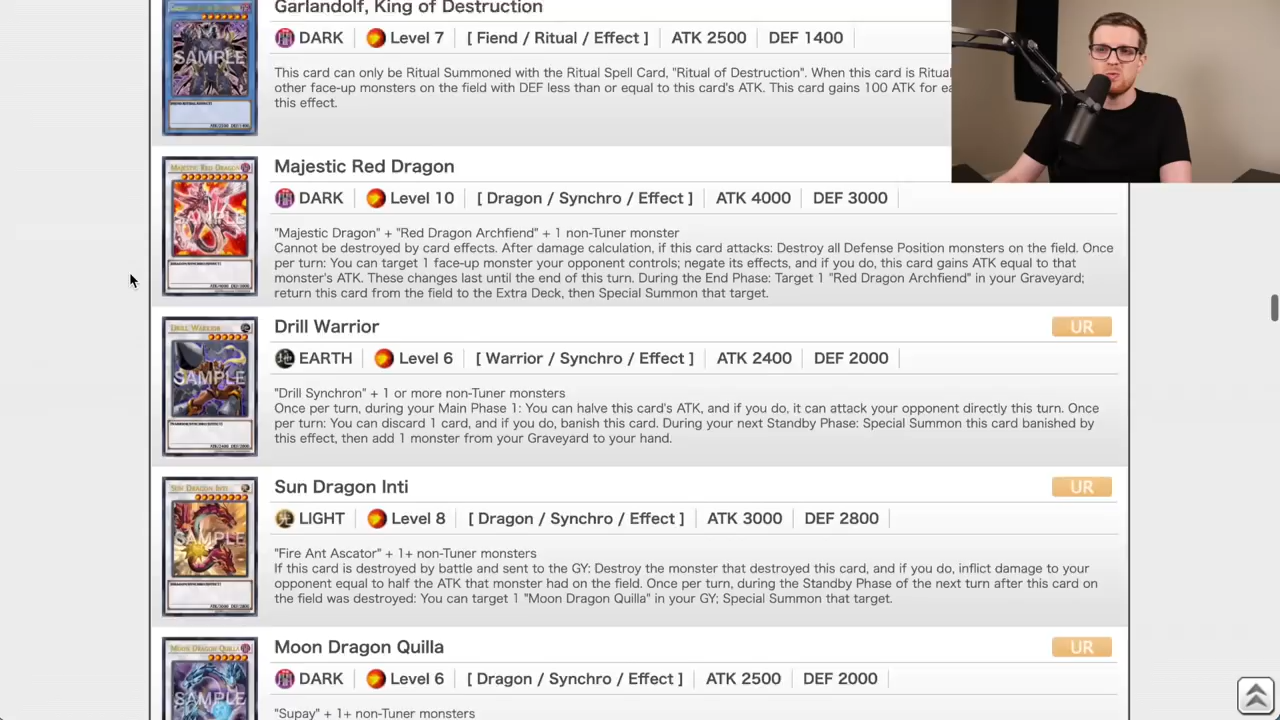 Garlandolf, King of Destruction
DARK Level 7 [ Fiend / Ritual / Effect ] ATK 2500 DEF 1400
This card can only be Ritual Summoned with the Ritual Spell Card, "Ritual of Destruction". When this card is Ritual
other face-up monsters on the field with DEF less than or equal to this card's ATK. This card gains 100 ATK for ea
this effect.
SAMPLE
Majestic Red Dragon
DARK Level 10 [ Dragon / Synchro / Effect ] ATK 4000 DEF 3000
"Majestic Dragon" + "Red Dragon Archfiend" + 1 non-Tuner monster
Cannot be destroyed by card effects. After damage calculation, if this card attacks: Destroy all Defense Position monsters on the field. Once
per turn: You can target 1 face-up monster your opponent controls; negate its effects, and if you do, this card gains ATK equal to that
monster's ATK. These changes last until the end of this turn. During the End Phase: Target 1 "Red Dragon Archfiend" in your Graveyard;
return this card from the field to the Extra Deck, then Special Summon that target.
MAJESTIC RED DRAGON
SAMPLE
Drill Warrior UR
EARTH Level 6 [ Warrior / Synchro / Effect ] ATK 2400 DEF 2000
"Drill Synchron" + 1 or more non-Tuner monsters
Once per turn, during your Main Phase 1: You can halve this card's ATK, and if you do, it can attack your opponent directly this turn. Once
per turn: You can discard 1 card, and if you do, banish this card. During your next Standby Phase: Special Summon this card banished by
this effect, then add 1 monster from your Graveyard to your hand.
DRILL WARRIOR
SAMPLE
Sun Dragon Inti UR
LIGHT Level 8 [ Dragon / Synchro / Effect ] ATK 3000 DEF 2800
"Fire Ant Ascator" + 1+ non-Tuner monsters
If this card is destroyed by battle and sent to the GY: Destroy the monster that destroyed this card, and if you do, inflict damage to your
opponent equal to half the ATK that monster had on the field. Once per turn, during the Standby Phase of the next turn after this card on
the field was destroyed: You can target 1 "Moon Dragon Quilla" in your GY; Special Summon that target.
SUN DRAGON INTI
SAMPLE
Moon Dragon Quilla UR
DARK Level 6 [ Dragon / Synchro / Effect ] ATK 2500 DEF 2000
"Supay" + 1+ non-Tuner monsters
MOON DRAGON QUILLA
SAMPLE